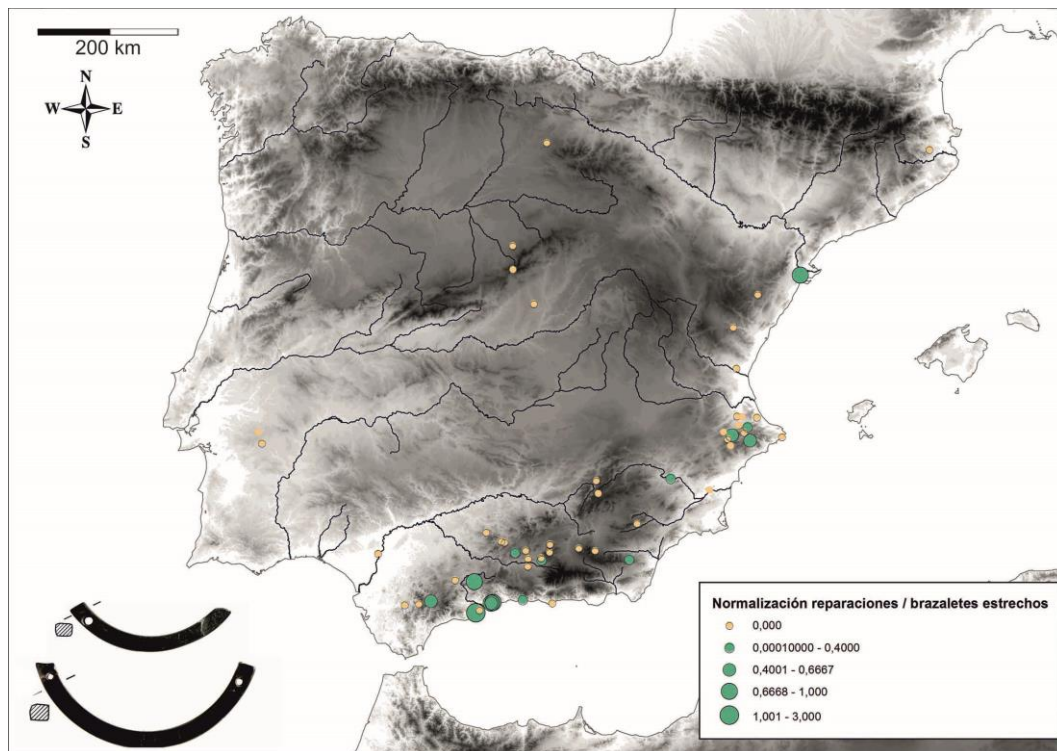 200 km
N
W E
S
Normalización reparaciones / brazaletes estrechos
0,000
0,00010000 - 0,4000
0,4001 - 0,6667
0,6668 - 1,000
1,001 - 3,000